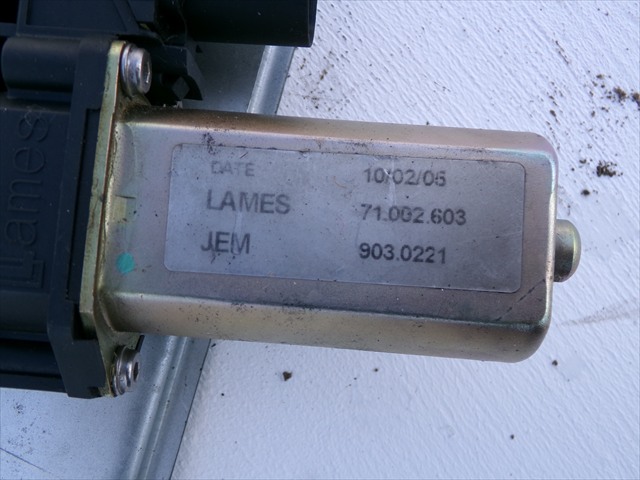 DATE 10/02/05
LAMES 71.002.603
JEM 903.0221
Lames